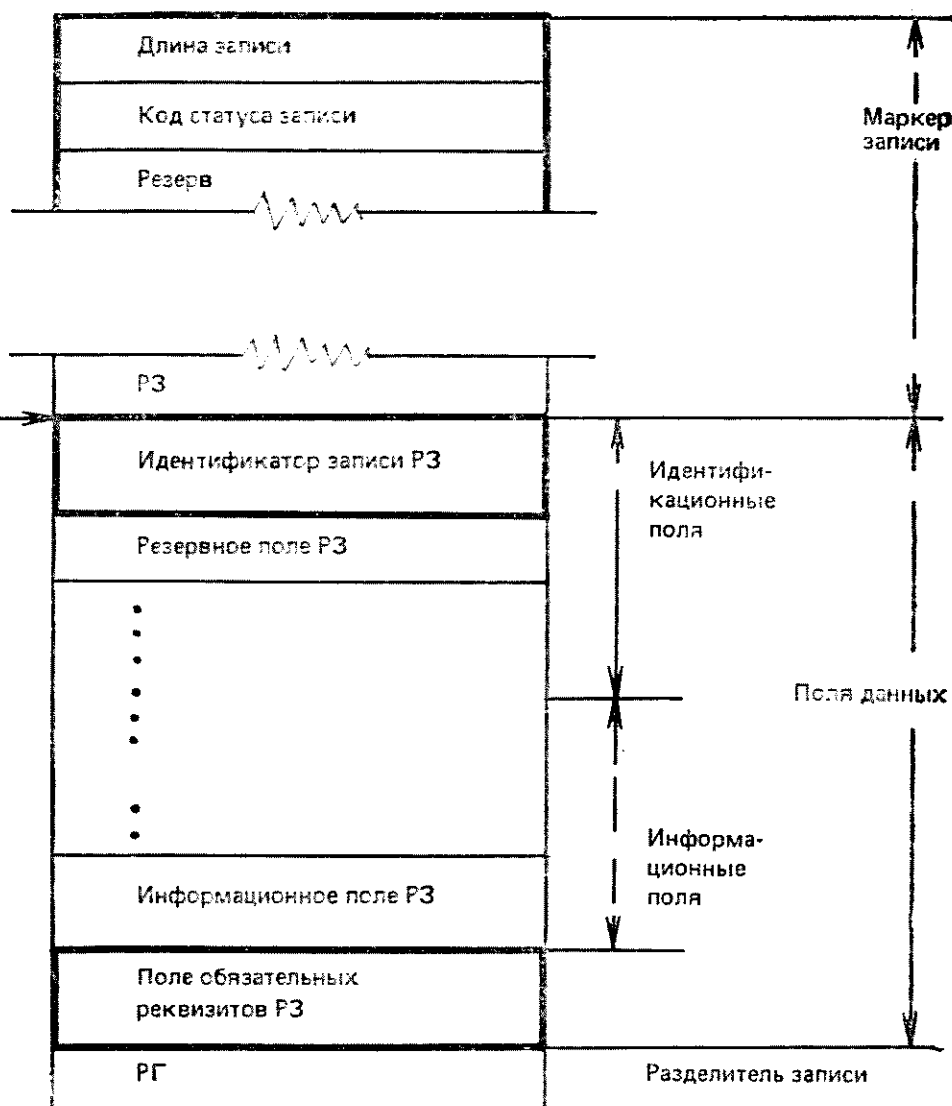 Длина записи
Код статуса записи
Маркер
записи
Резерв
РЗ
Идентификатор записи РЗ
Идентифи-
кационные
поля
Резервное поле РЗ
Поля данных
Информа-
ционные
поля
Информационное поле РЗ
Поле обязательных
реквизитов РЗ
РГ
Разделитель записи